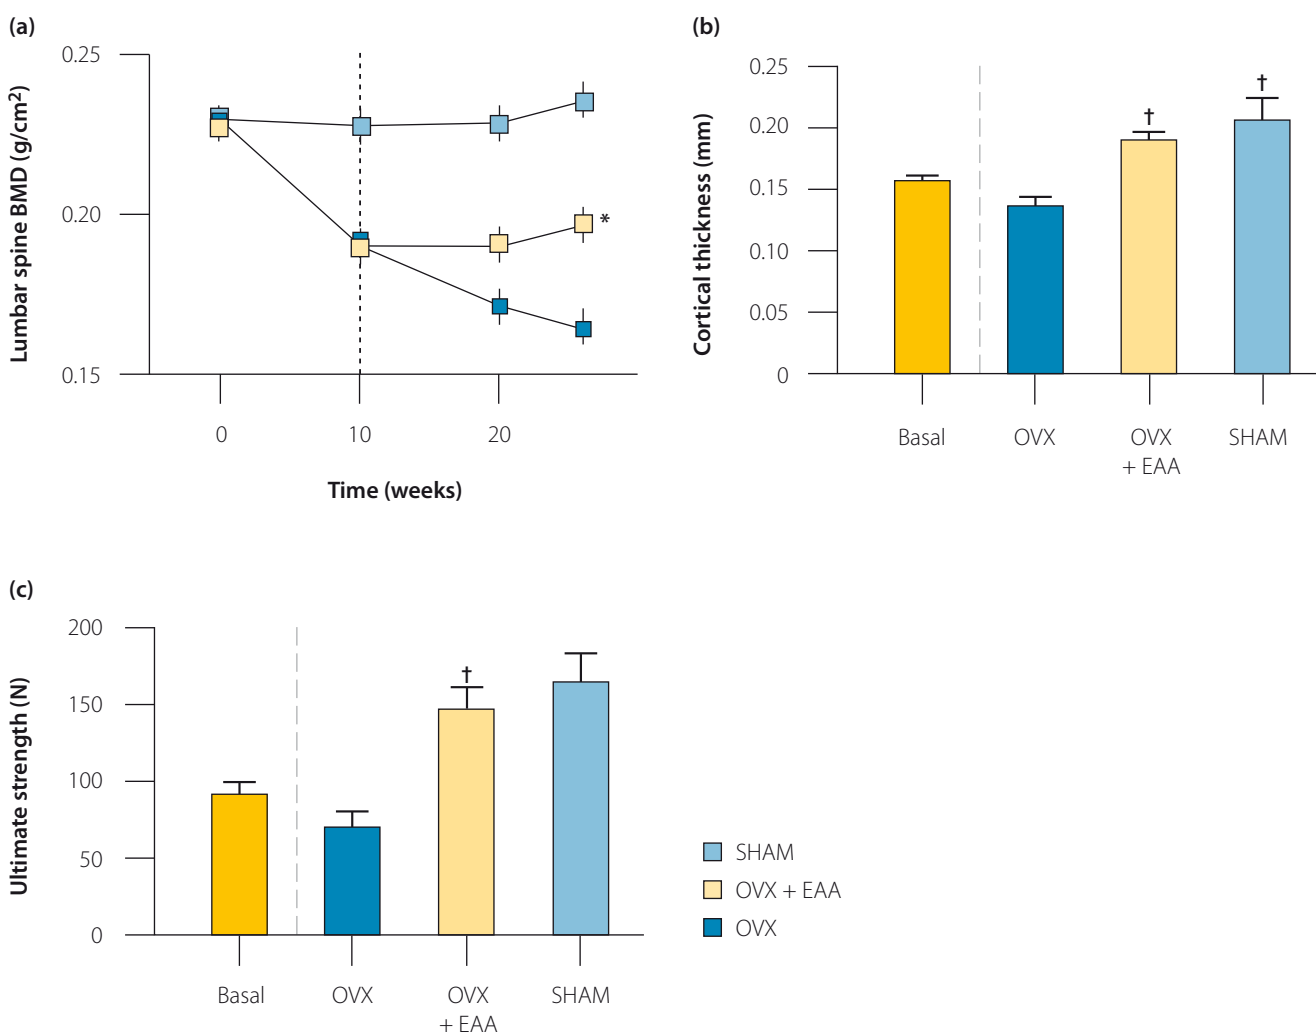 (a)
Lumbar spine BMD (g/cm²)
0.25
0.20
0.15
*
0
10
20
Time (weeks)
(b)
Cortical thickness (mm)
0.25
0.20
0.15
0.10
0.05
0
†
†
Basal
OVX
OVX
+ EAA
SHAM
(c)
Ultimate strength (N)
200
150
100
50
0
†
Basal
OVX
OVX
+ EAA
SHAM
SHAM
OVX + EAA
OVX